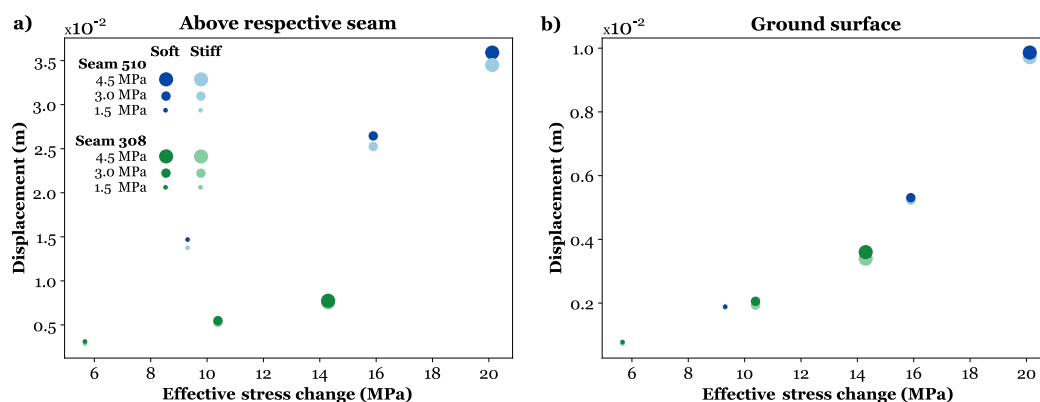 a)
Above respective seam
×10⁻²
Soft Stiff
Seam 510
4.5 MPa
3.0 MPa
1.5 MPa
Seam 308
4.5 MPa
3.0 MPa
1.5 MPa
Displacement (m)
3.5
3.0
2.5
2.0
1.5
1.0
0.5
6 8 10 12 14 16 18 20
Effective stress change (MPa)
b)
Ground surface
×10⁻²
Displacement (m)
1.0
0.8
0.6
0.4
0.2
6 8 10 12 14 16 18 20
Effective stress change (MPa)